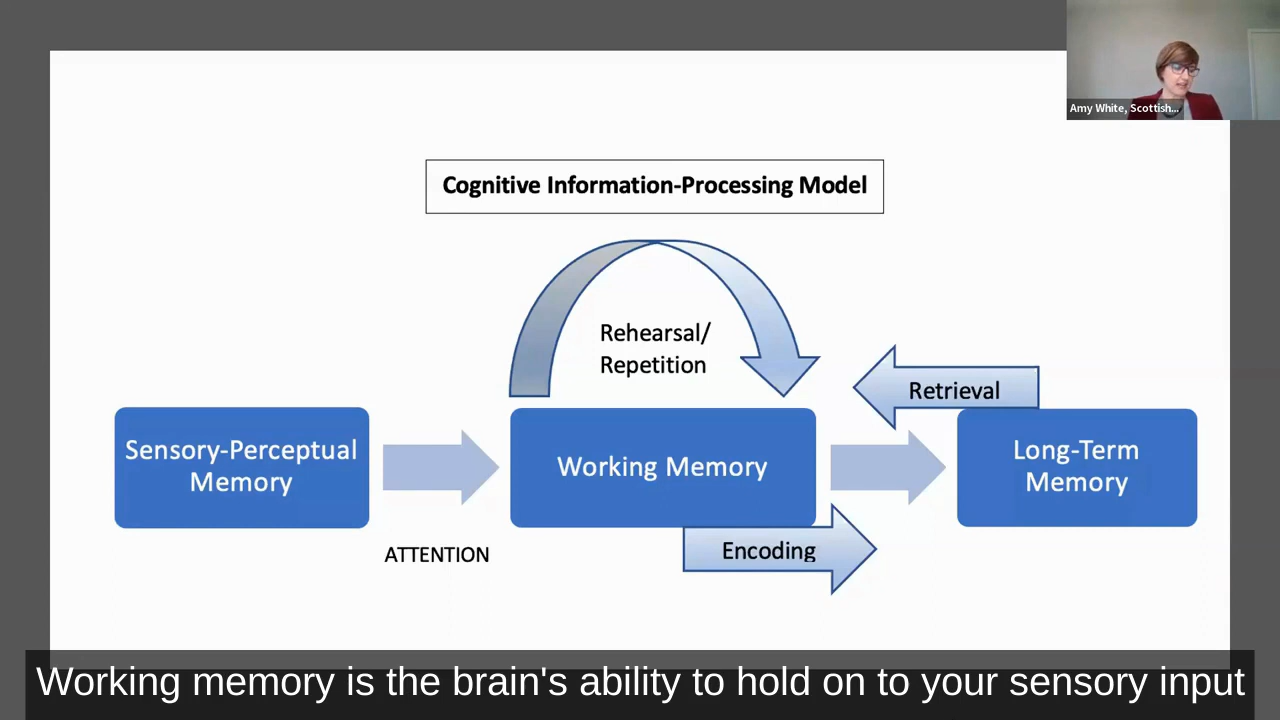 Amy White, Scottish...
Cognitive Information-Processing Model
Rehearsal/
Repetition
Retrieval
Sensory-Perceptual
Memory
Working Memory
Long-Term
Memory
ATTENTION
Encoding
Working memory is the brain's ability to hold on to your sensory input